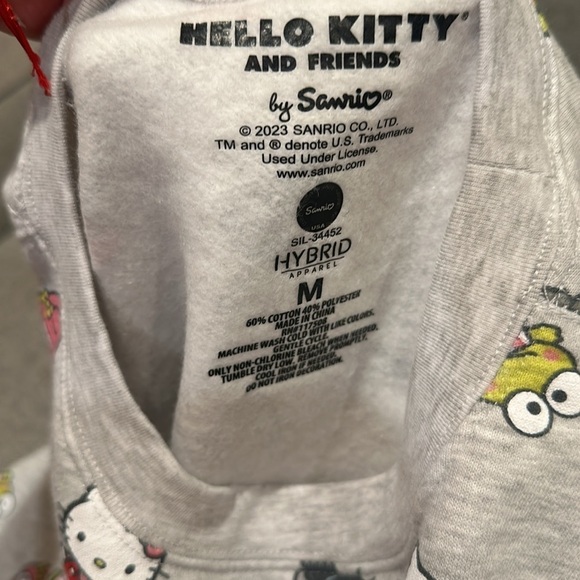 HELLO KITTY®
AND FRIENDS
by Sanrio®
© 2023 SANRIO CO., LTD.
TM and ® denote U.S. Trademarks
Used Under License.
www.sanrio.com
Sanrio
USA
SIL-34452
HYBRID
APPAREL
M
60% COTTON 40% POLYESTER
MADE IN CHINA
RN#117508
MACHINE WASH COLD WITH LIKE COLORS.
GENTLE CYCLE
ONLY NON-CHLORINE BLEACH WHEN NEEDED.
TUMBLE DRY LOW. REMOVE PROMPTLY.
COOL IRON IF NEEDED.
DO NOT IRON DECORATION.